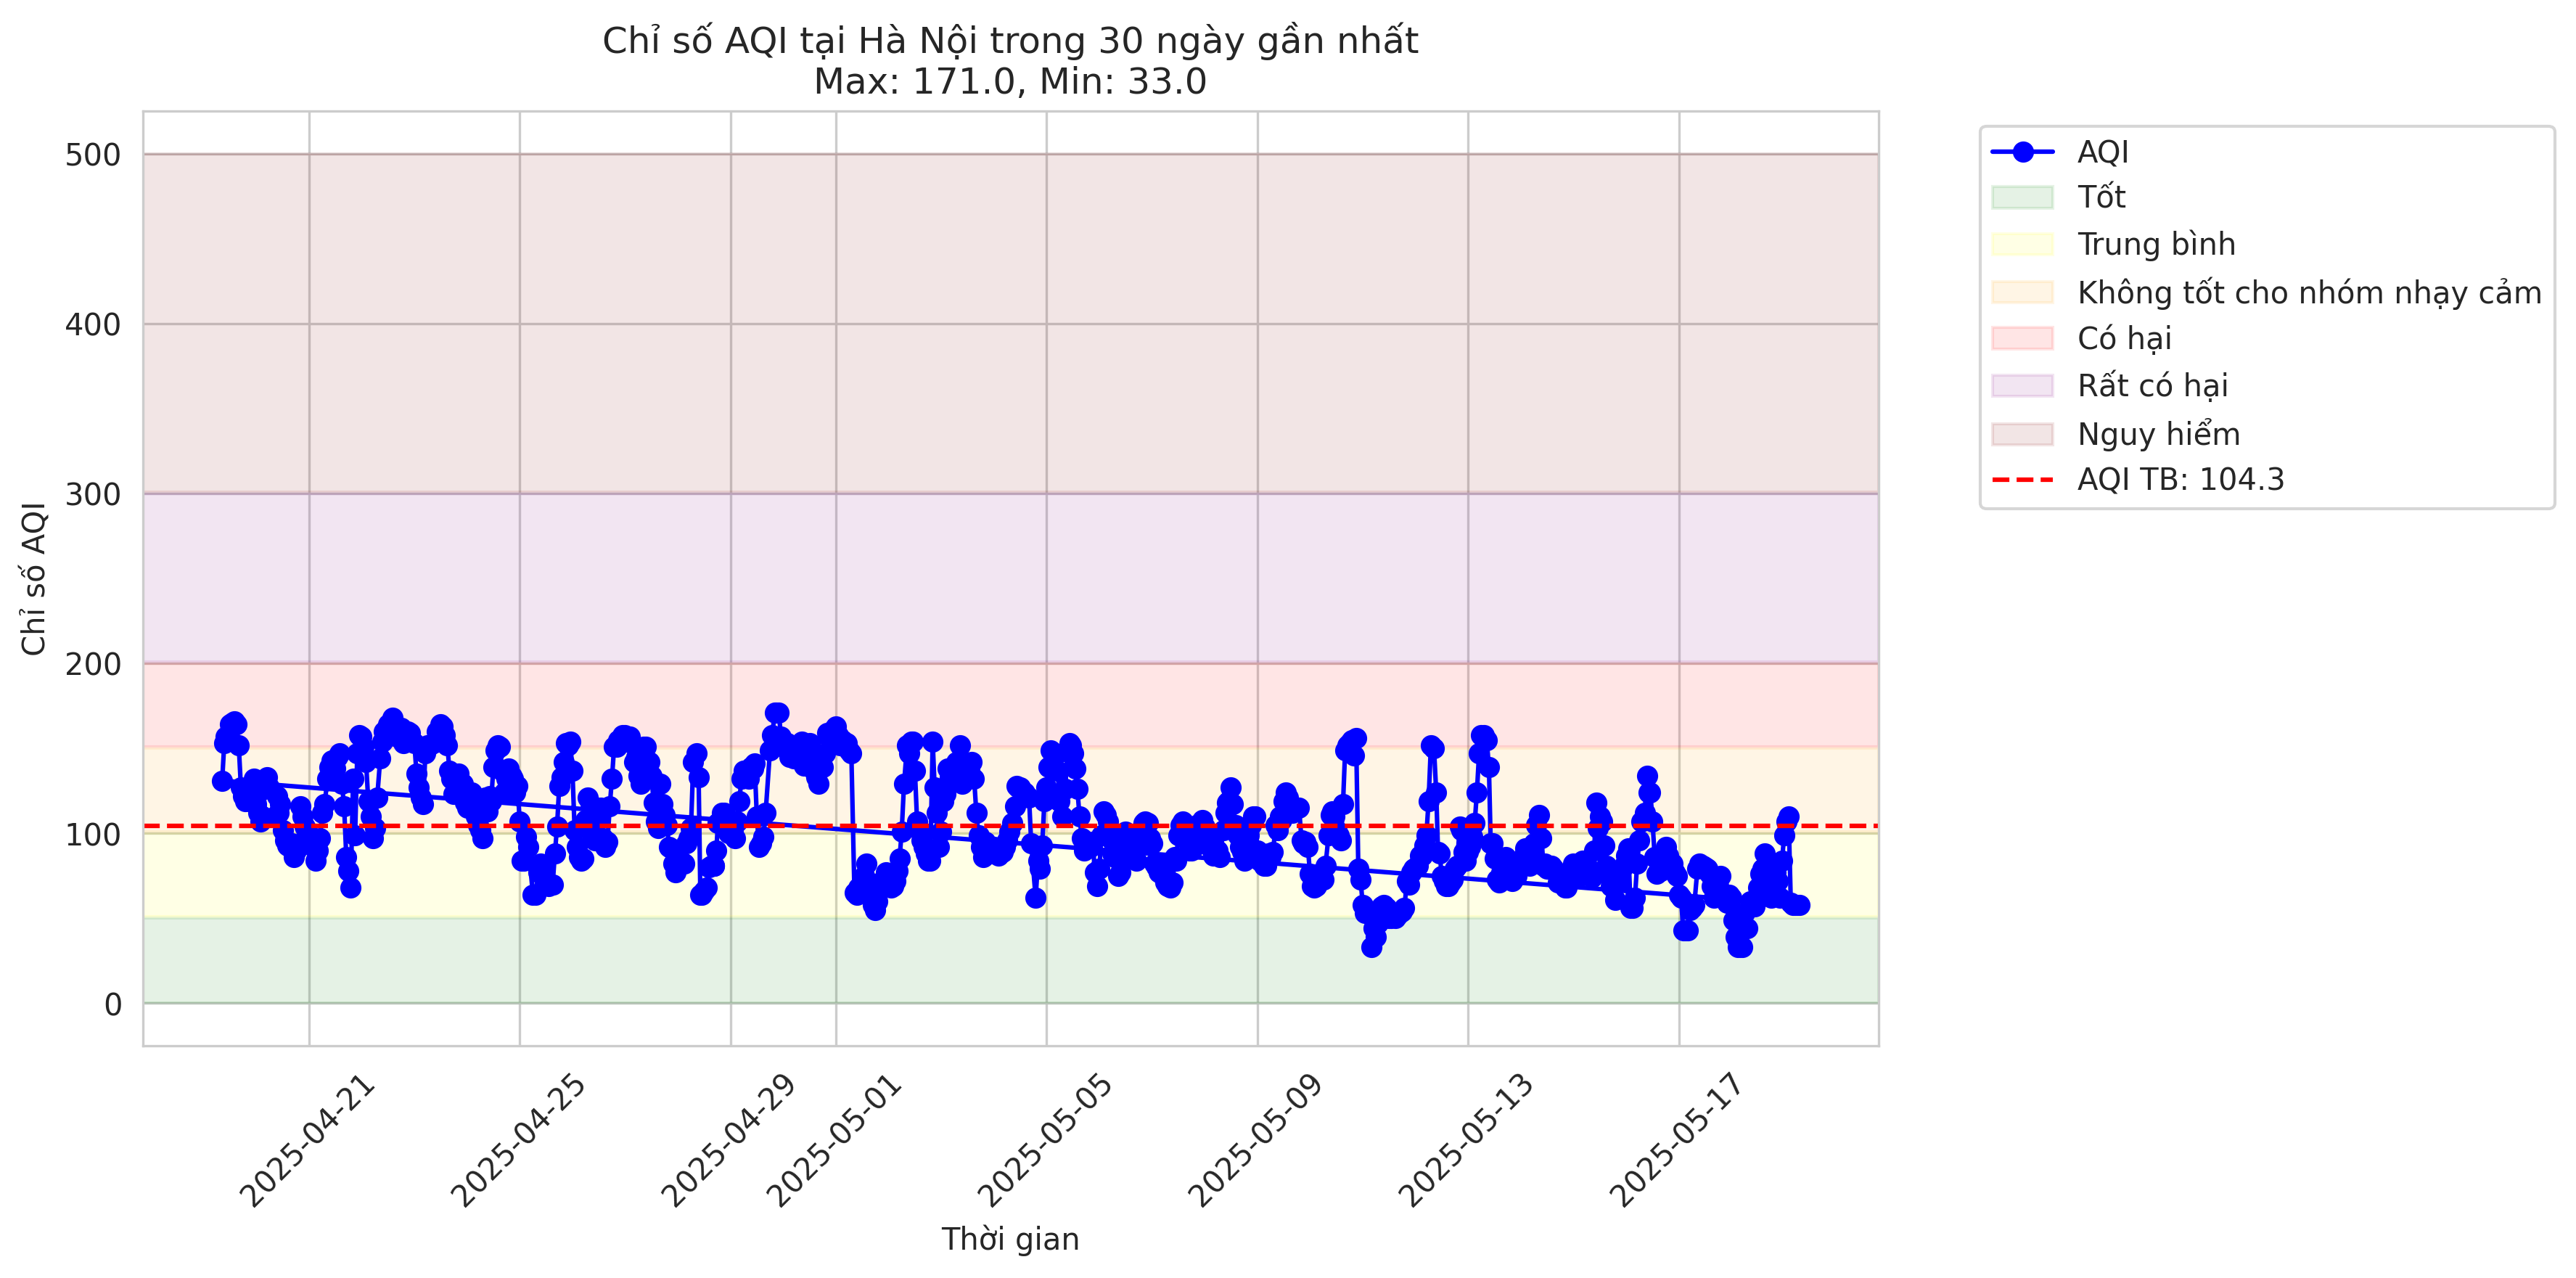 Chỉ số AQI tại Hà Nội trong 30 ngày gần nhất
Max: 171.0, Min: 33.0
Chỉ số AQI
500
400
300
200
100
0
2025-04-21
2025-04-25
2025-04-29
2025-05-01
2025-05-05
2025-05-09
2025-05-13
2025-05-17
Thời gian
AQI
Tốt
Trung bình
Không tốt cho nhóm nhạy cảm
Có hại
Rất có hại
Nguy hiểm
AQI TB: 104.3